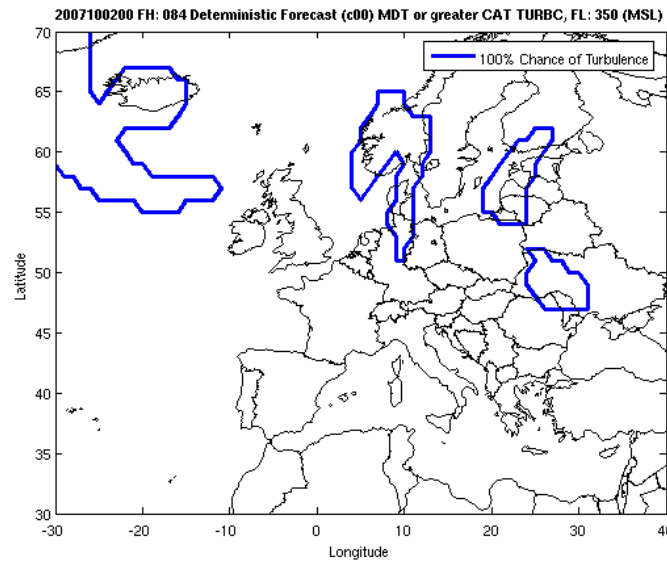 2007100200 FH: 084 Deterministic Forecast (c00) MDT or greater CAT TURBC, FL: 350 (MSL)
100% Chance of Turbulence
70
65
60
55
50
45
40
35
30
Latitude
-30 -20 -10 0 10 20 30 40
Longitude